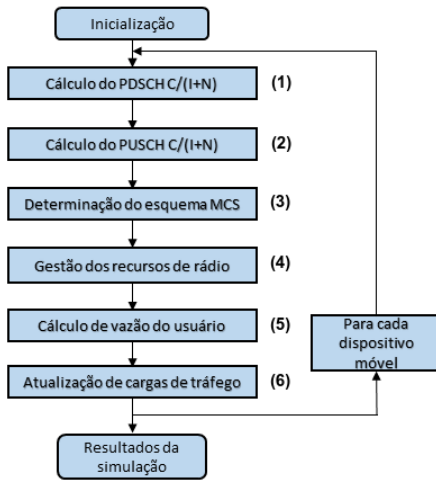 Inicialização
Cálculo do PDSCH C/(I+N)
(1)
Cálculo do PUSCH C/(I+N)
(2)
Determinação do esquema MCS
(3)
Gestão dos recursos de rádio
(4)
Cálculo de vazão do usuário
(5)
Atualização de cargas de tráfego
(6)
Para cada
dispositivo
móvel
Resultados da
simulação